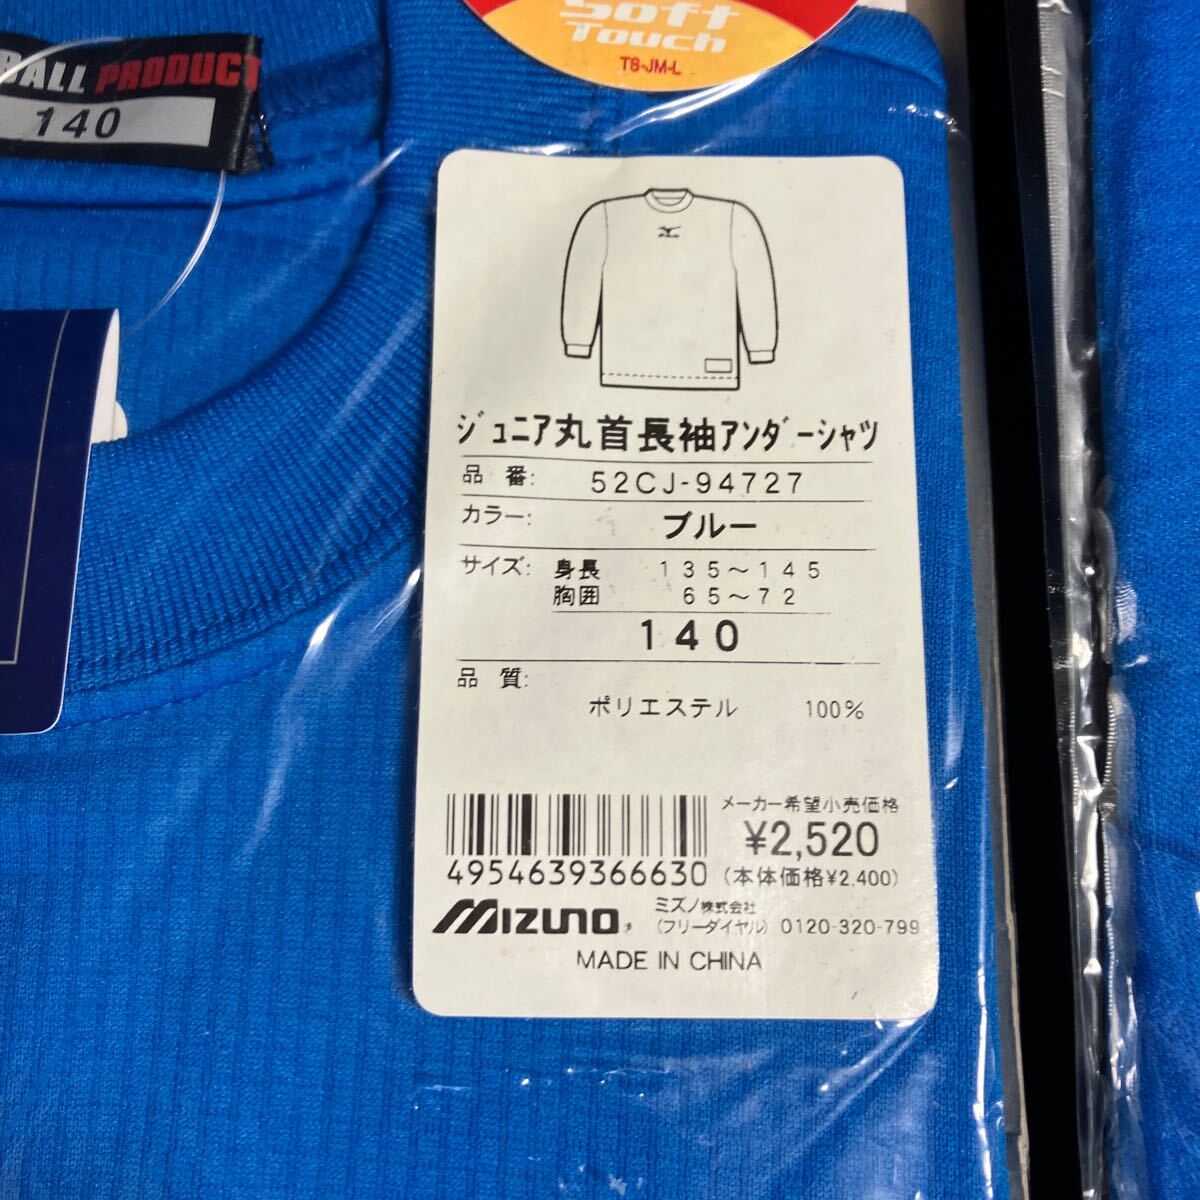 Soft
Touch
T8-JM-L
BALL PRODUCT
140
ジュニア丸首長袖アンダーシャツ
品番: 52CJ-94727
カラー: ブルー
サイズ: 身長 135～145
胸囲 65～72
140
品質:
ポリエステル 100%
メーカー希望小売価格
¥2,520
4954639366630 (本体価格¥2,400)
MIZUNO ミズノ株式会社
(フリーダイヤル) 0120-320-799
MADE IN CHINA